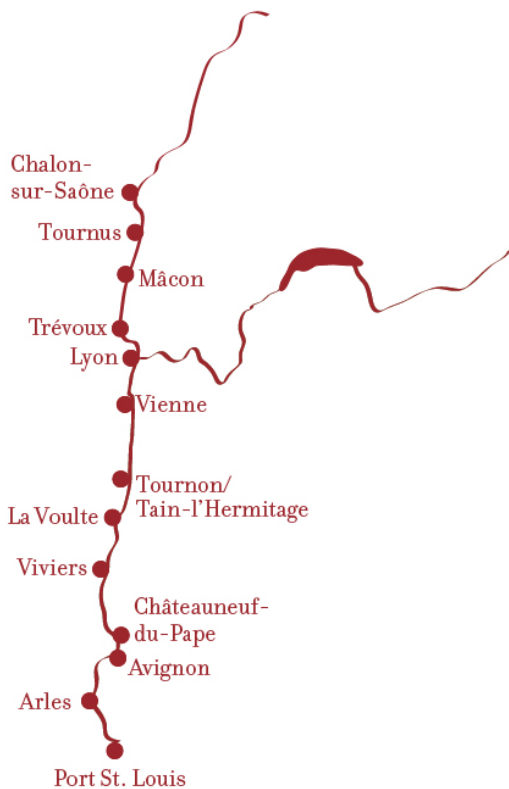 Chalon-
sur-Saône
Tournus
Mâcon
Trévoux
Lyon
Vienne
Tournon/
Tain-l'Hermitage
La Voulte
Viviers
Châteauneuf-
du-Pape
Avignon
Arles
Port St. Louis